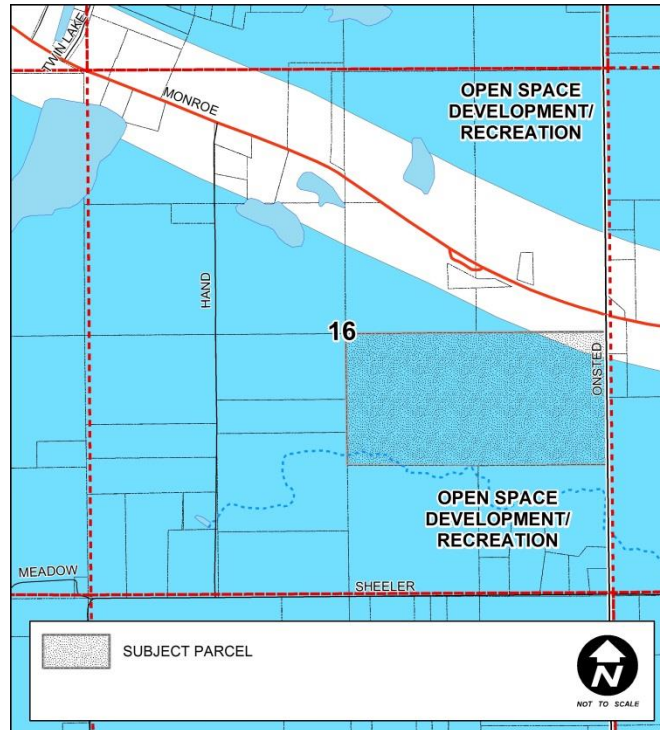 TWIN LAKE
MONROE
OPEN SPACE
DEVELOPMENT/
RECREATION
HAND
16
ONSTED
OPEN SPACE
DEVELOPMENT/
RECREATION
MEADOW
SHEELER
SUBJECT PARCEL
N
NOT TO SCALE